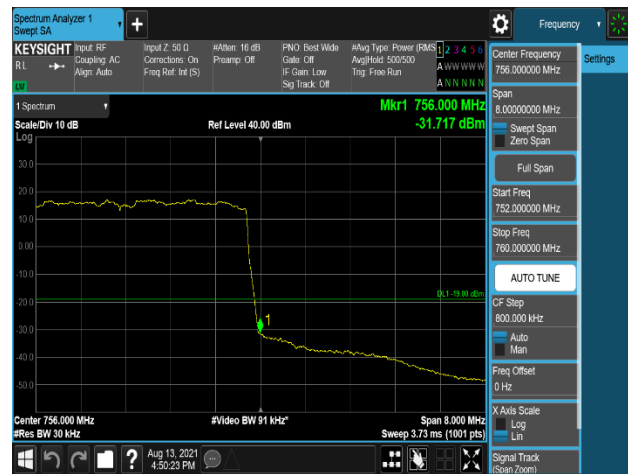 Spectrum Analyzer 1
Swept SA
+
Frequency
KEYSIGHT
Input: RF
Coupling: AC
Align: Auto
Input Z: 50 Ω
Corrections: On
Freq Ref: Int (S)
#Atten: 16 dB
Preamp: Off
PNO: Best Wide
Gate: Off
IF Gain: Low
Sig Track: Off
#Avg Type: Power (RMS
Avg|Hold: 500/500
Trig: Free Run
1 2 3 4 5 6
A W W W W W
A N N N N N
RL
LW
1 Spectrum
Scale/Div 10 dB
Log
Ref Level 40.00 dBm
Mkr1 756.000 MHz
-31.717 dBm
30.0
20.0
10.0
0.00
-10.0
-20.0
-30.0
-40.0
-50.0
DL1 -19.00 dBm
1
Center 756.000 MHz
#Res BW 30 kHz
#Video BW 91 kHz*
Span 8.000 MHz
Sweep 3.73 ms (1001 pts)
Aug 13, 2021
4:50:23 PM
?
Center Frequency
756.000000 MHz
Span
8.00000000 MHz
Swept Span
Zero Span
Full Span
Start Freq
752.000000 MHz
Stop Freq
760.000000 MHz
AUTO TUNE
CF Step
800.000 kHz
Auto
Man
Freq Offset
0 Hz
X Axis Scale
Log
Lin
Signal Track
(Span Zoom)
Settings